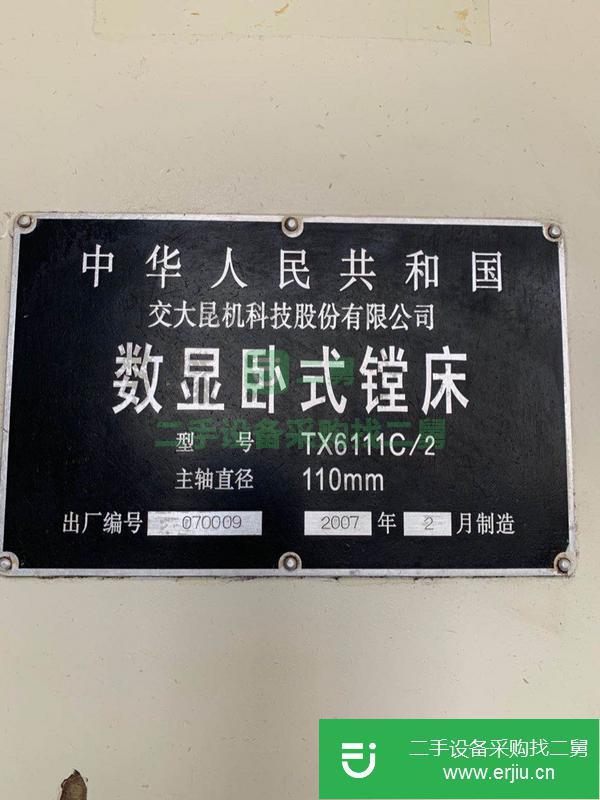 中华人民共和国
交大昆机科技股份有限公司
数显卧式镗床
二舅
二手设备采购找二舅
型号 TX6111C/2
主轴直径 110mm
出厂编号 070009 2007 年 2 月制造
二手设备采购找二舅
www.erjiu.cn